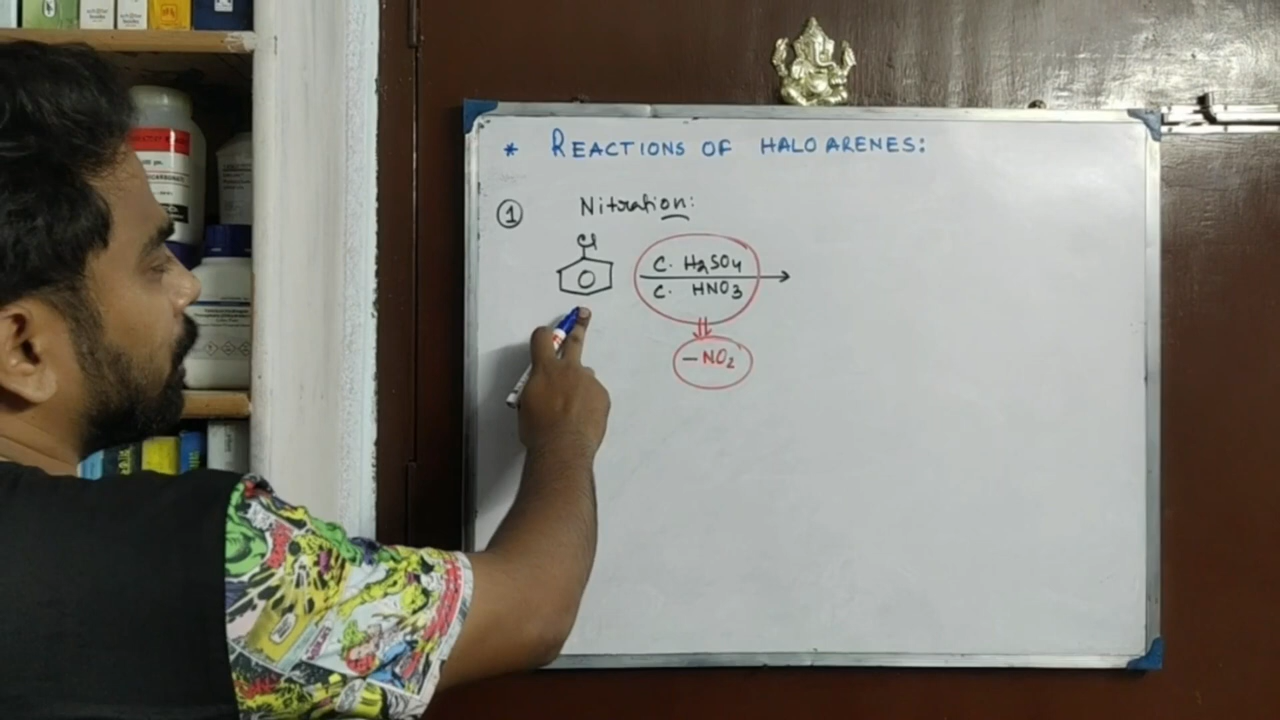 * REACTIONS OF HALOARENES:
① Nitration:
Cl
C. H₂SO₄
C. HNO₃
–NO₂